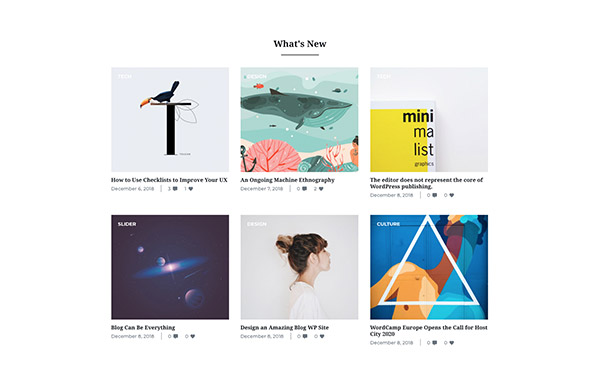 What's New
TECH
DESIGN
T
TOUCAN
mini
ma
list
graphics
How to Use Checklists to Improve Your UX
December 6, 2018 3 1
An Ongoing Machine Ethnography
December 7, 2018 0 2
The editor does not represent the core of
WordPress publishing.
December 8, 2018 0 0
SLIDER
DESIGN
CULTURE
Blog Can Be Everything
December 8, 2018 0 0
Design an Amazing Blog WP Site
December 8, 2018 0 0
WordCamp Europe Opens the Call for Host
City 2020
December 8, 2018 0 0